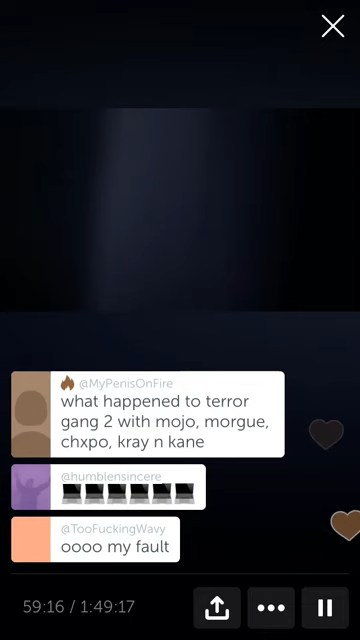 @MyPenisOnFire
what happened to terror
gang 2 with mojo, morgue,
chxpo, kray n kane
@humblensincere
@TooFuckingWavy
oooo my fault
59:16 / 1:49:17